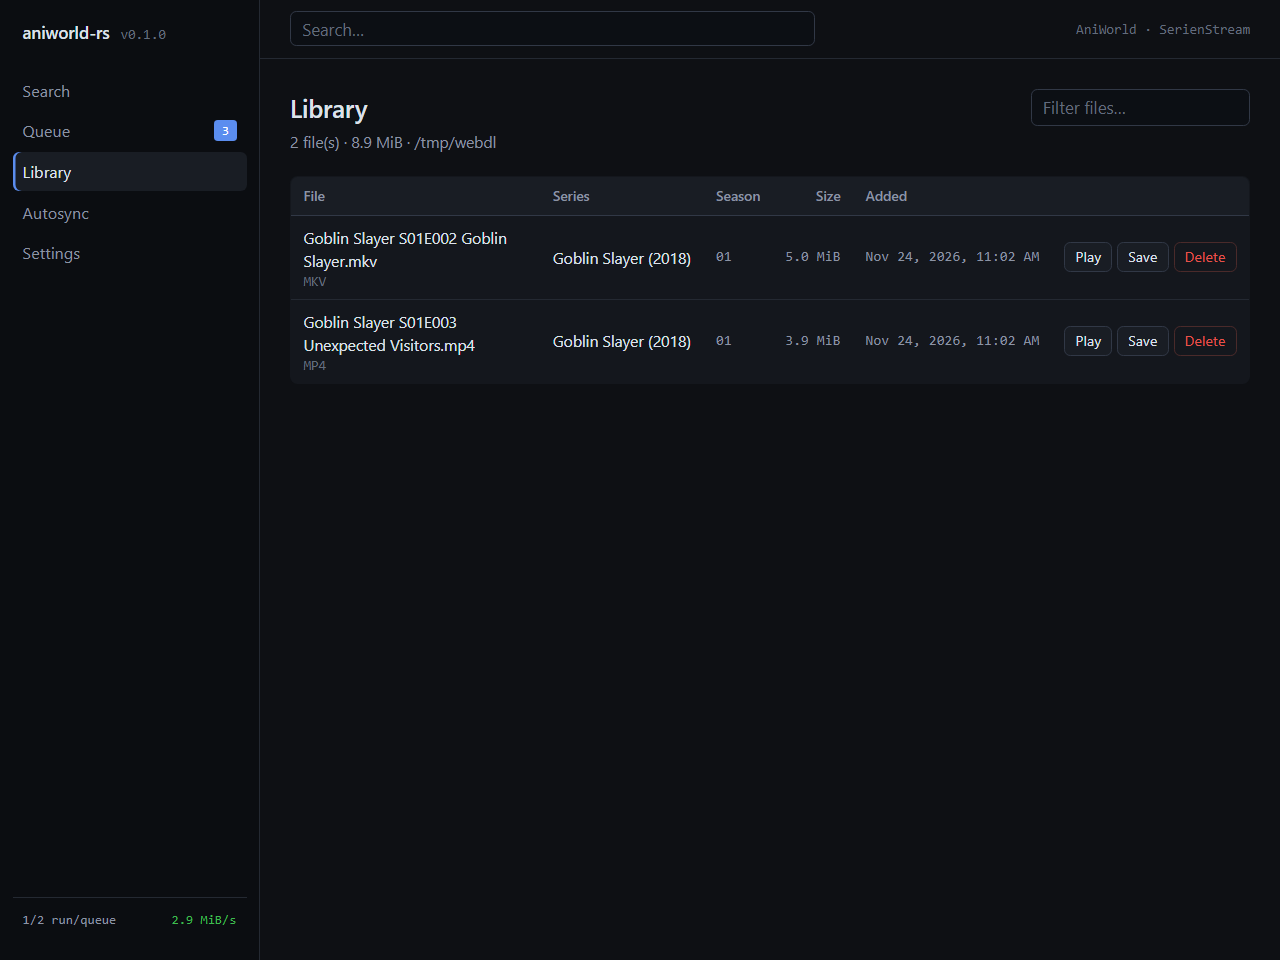 aniworld-rs v0.1.0
Search...
AniWorld · SerienStream
Search
Queue 3
Library
Autosync
Settings
Library
2 file(s) · 8.9 MiB · /tmp/webdl
Filter files...
File Series Season Size Added
Goblin Slayer S01E002 Goblin
Slayer.mkv
MKV
Goblin Slayer (2018) 01 5.0 MiB Nov 24, 2026, 11:02 AM Play Save Delete
Goblin Slayer S01E003
Unexpected Visitors.mp4
MP4
Goblin Slayer (2018) 01 3.9 MiB Nov 24, 2026, 11:02 AM Play Save Delete
1/2 run/queue 2.9 MiB/s